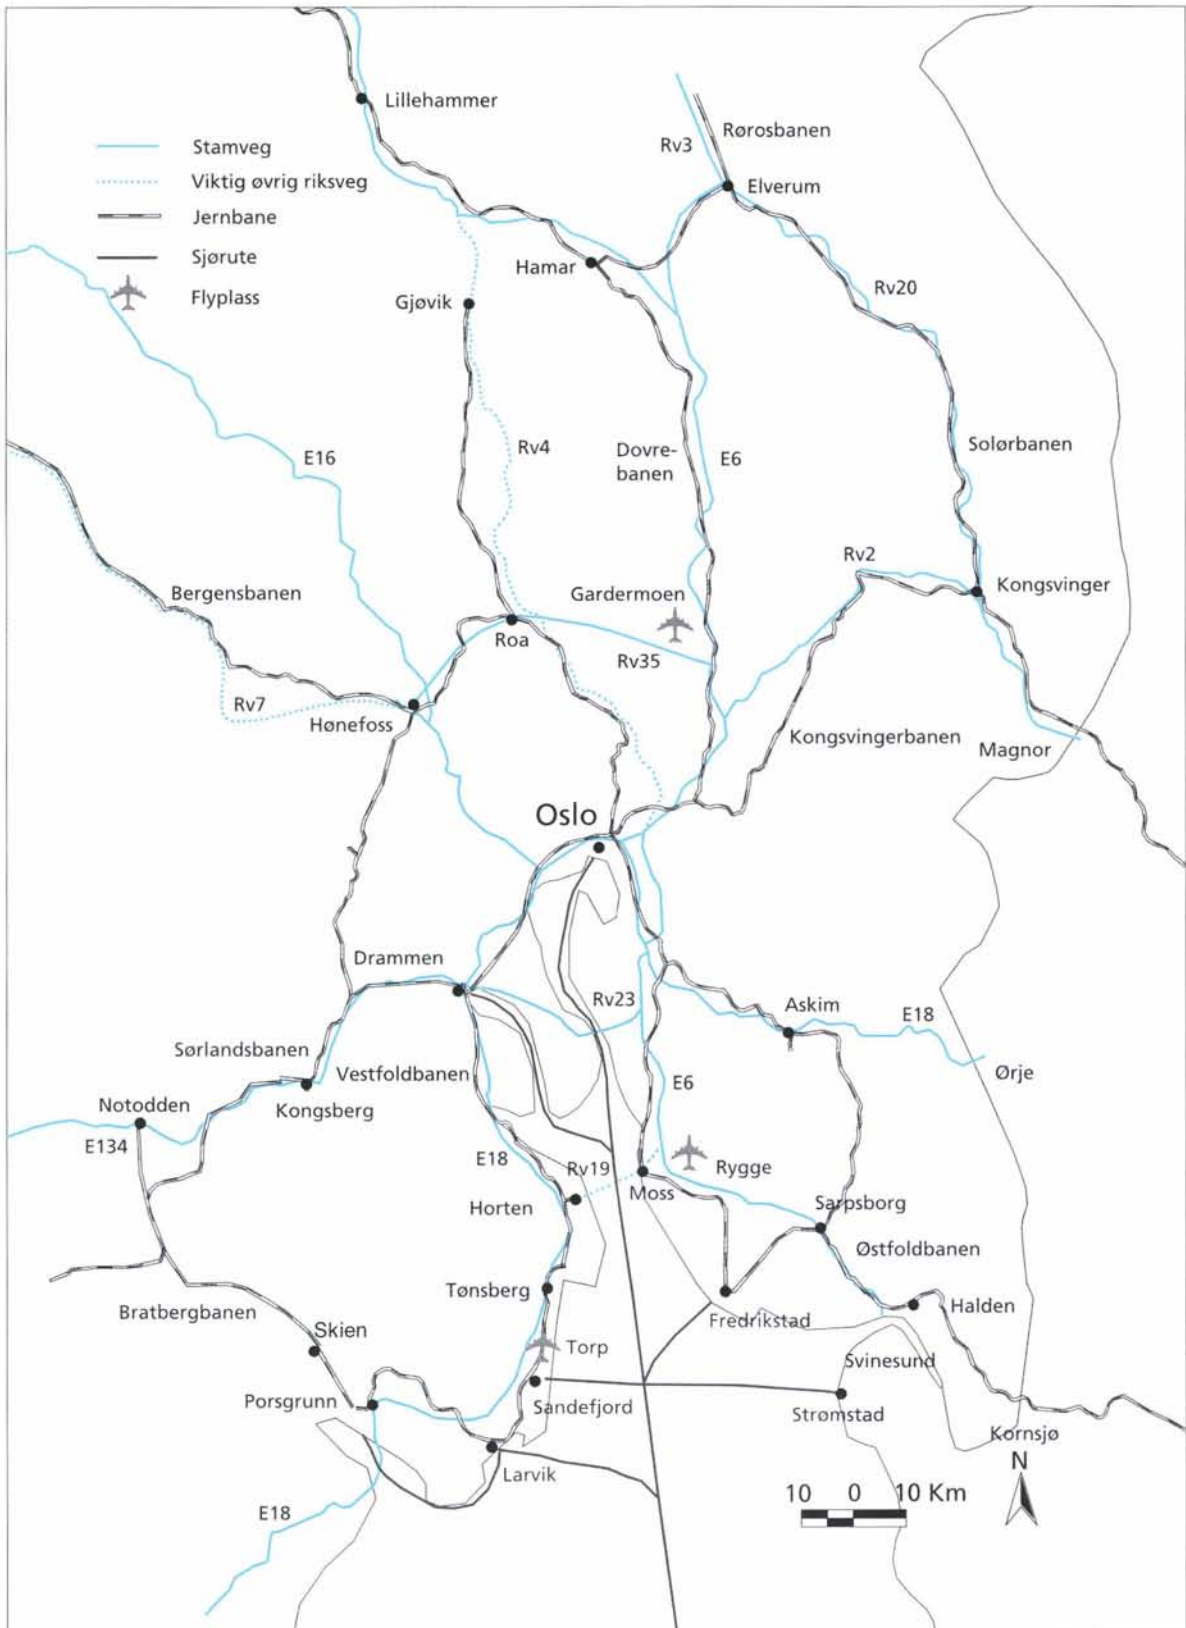 Lillehammer
Rørosbanen
Rv3
Elverum
Stamveg
Viktig øvrig riksveg
Jernbane
Sjørute
Flyplass
Hamar
Rv20
Gjøvik
Rv4
Dovre-
banen
E6
E16
Solørbanen
Rv2
Kongsvinger
Bergensbanen
Gardermoen
Roa
Rv35
Rv7
Hønefoss
Kongsvingerbanen
Magnor
Oslo
Drammen
Rv23
Askim
E18
Sørlandsbanen
Vestfoldbanen
Ørje
Kongsberg
E6
Notodden
E134
E18
Rv19
Rygge
Moss
Horten
Sarpsborg
Østfoldbanen
Tønsberg
Bratbergbanen
Fredrikstad
Halden
Skien
Torp
Svinesund
Porsgrunn
Sandefjord
Strømstad
Kornsjø
Larvik
N
10 0 10 Km
E18